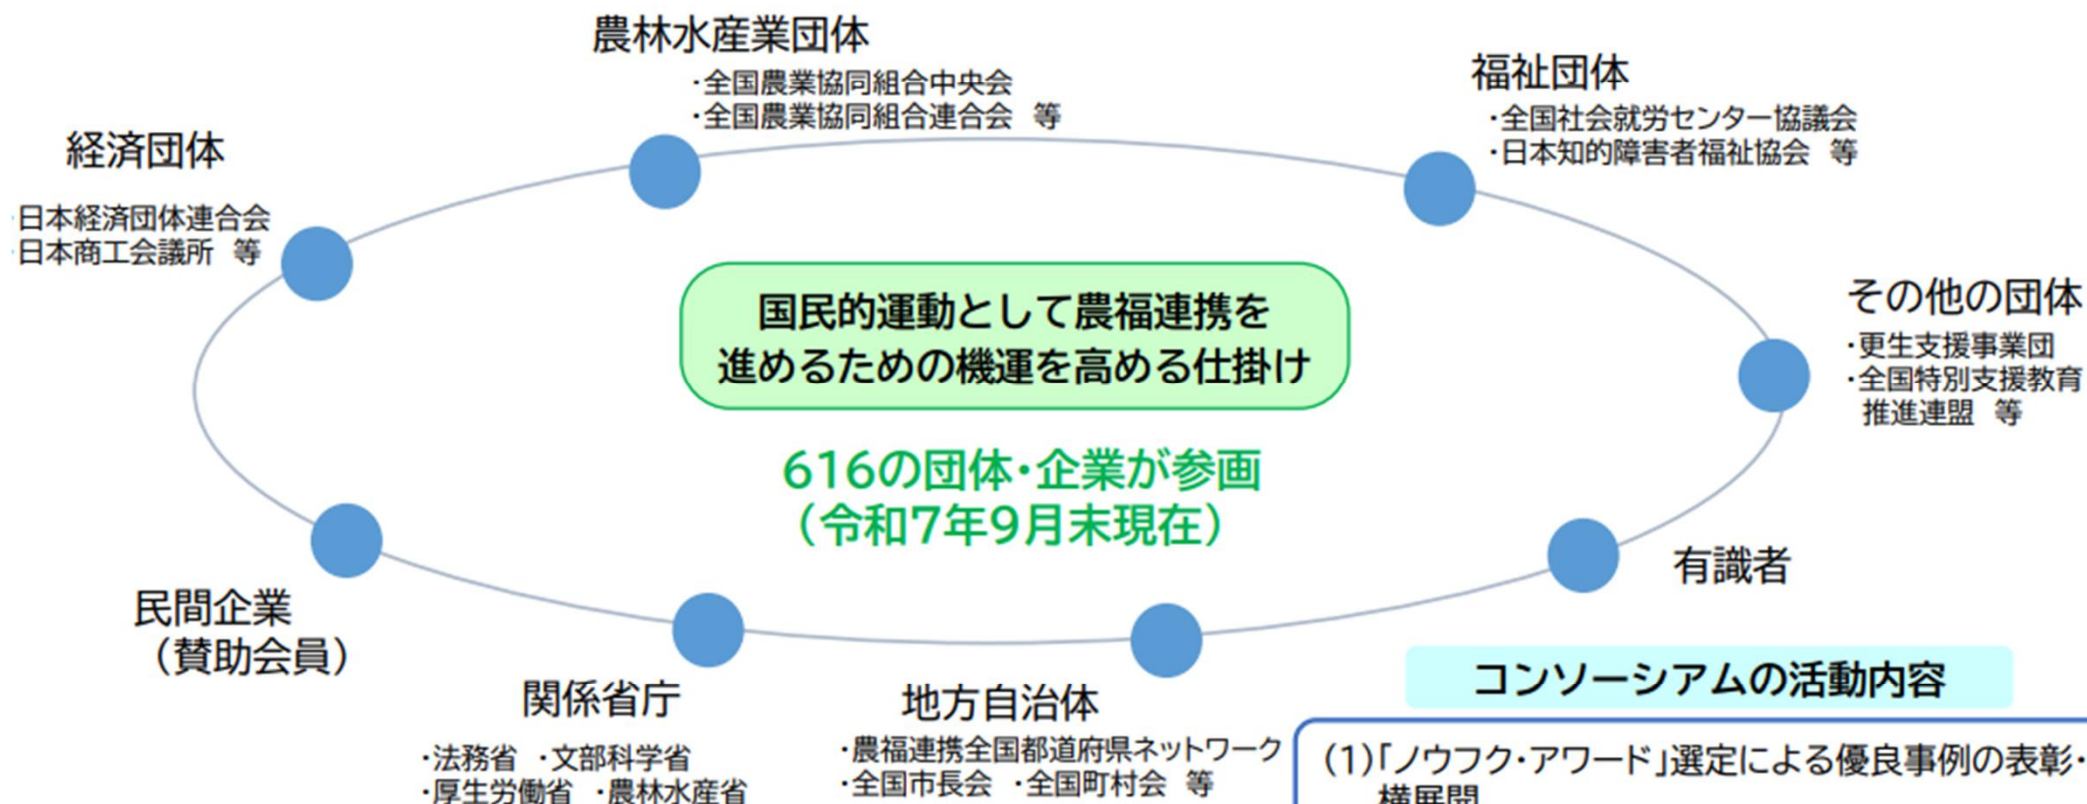 農林水産業団体
・全国農業協同組合中央会
・全国農業協同組合連合会 等
福祉団体
・全国社会就労センター協議会
・日本知的障害者福祉協会 等
経済団体
・日本経済団体連合会
・日本商工会議所 等
その他の団体
・更生支援事業団
・全国特別支援教育
推進連盟 等
国民的運動として農福連携を
進めるための機運を高める仕掛け
616の団体・企業が参画
（令和7年9月末現在）
有識者
民間企業
（賛助会員）
関係省庁
・法務省 ・文部科学省
・厚生労働省 ・農林水産省
地方自治体
・農福連携全国都道府県ネットワーク
・全国市長会 ・全国町村会 等
コンソーシアムの活動内容
（1）「ノウフク・アワード」選定による優良事例の表彰・
横展開